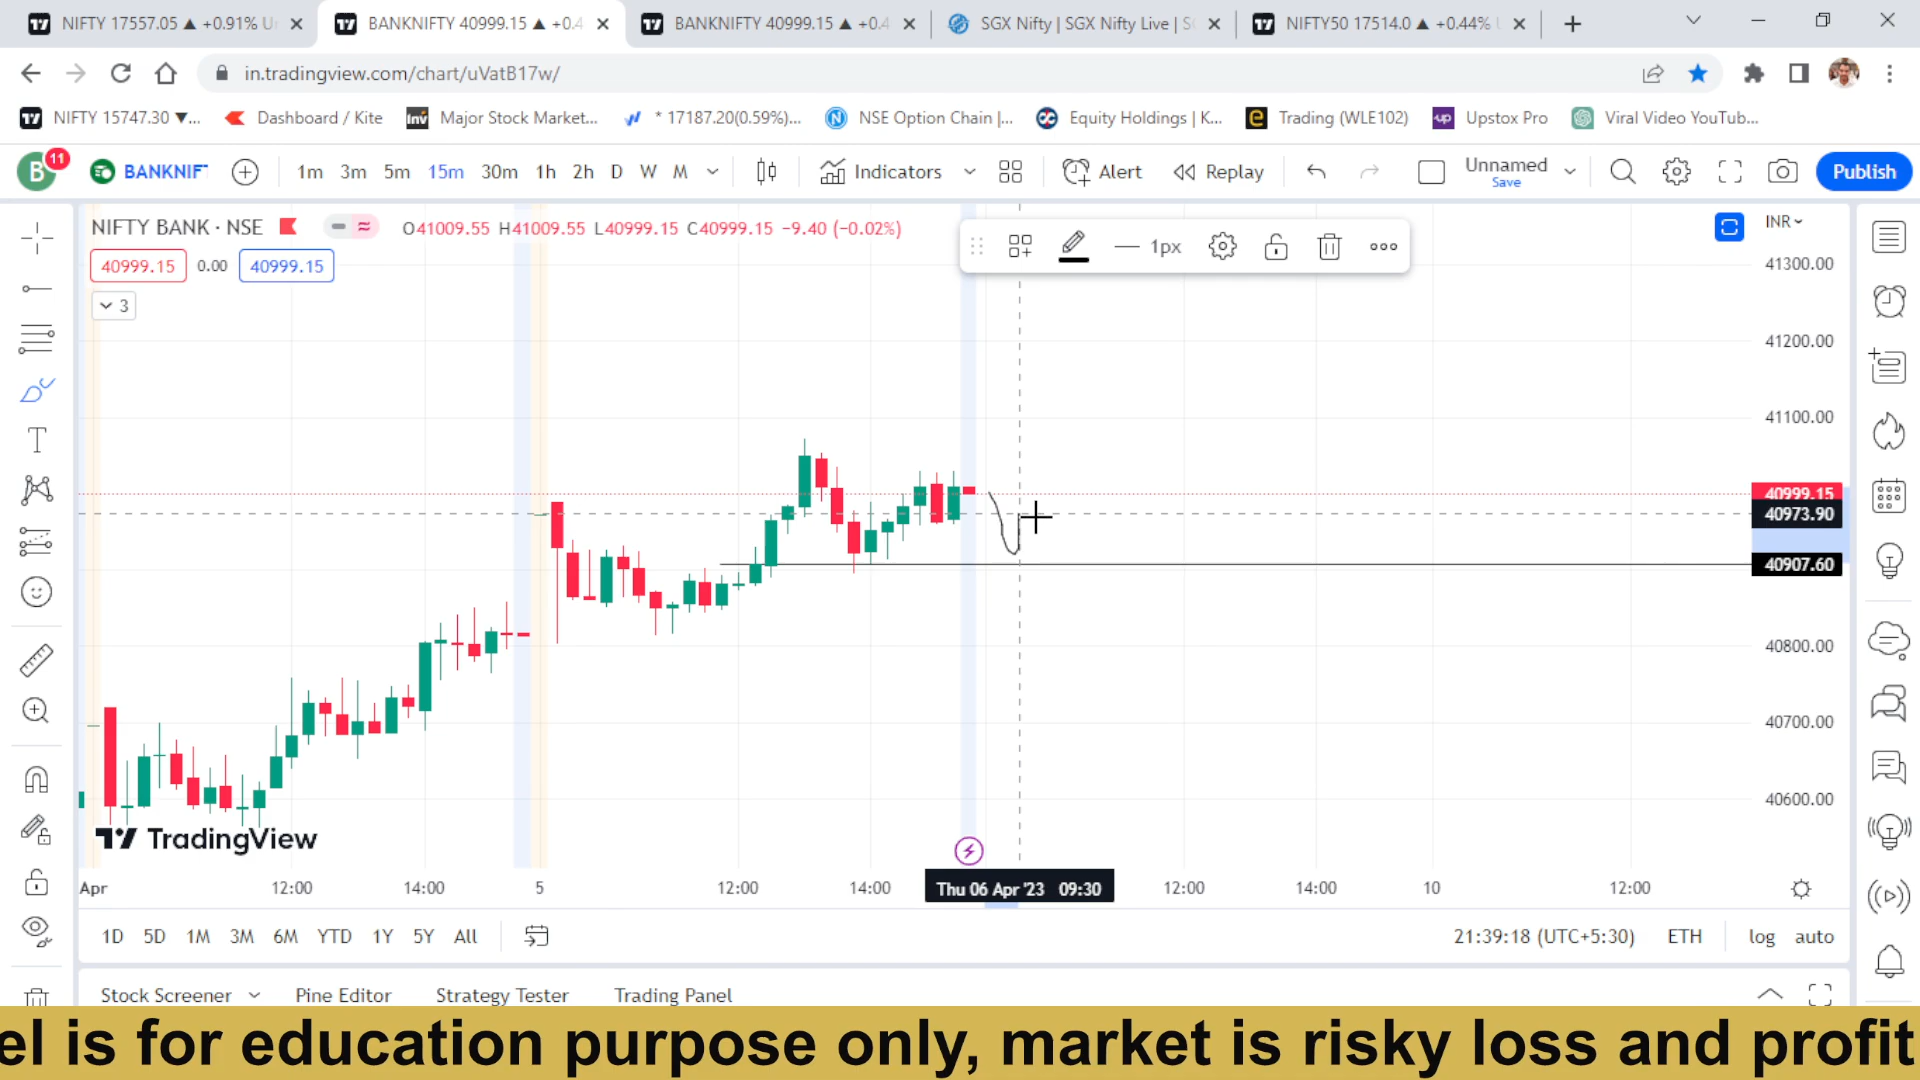 NIFTY 17557.05 ▲ +0.91% Un
BANKNIFTY 40999.15 ▲ +0.4
BANKNIFTY 40999.15 ▲ +0.4
SGX Nifty | SGX Nifty Live | S
NIFTY50 17514.0 ▲ +0.44% U
in.tradingview.com/chart/uVatB17w/
NIFTY 15747.30 ▼...
Dashboard / Kite
Inv
Major Stock Market...
* 17187.20(0.59%)...
NSE Option Chain |...
Equity Holdings | K...
Trading (WLE102)
up
Upstox Pro
Viral Video YouTub...
B
11
BANKNIF
1m 3m 5m 15m 30m 1h 2h D W M
Indicators
Alert
Replay
Unnamed
Save
Publish
NIFTY BANK · NSE
O41009.55 H41009.55 L40999.15 C40999.15 −9.40 (−0.02%)
1px
INR
40999.15 0.00 40999.15
3
41300.00
41200.00
41100.00
40999.15
40973.90
40907.60
40800.00
40700.00
40600.00
TradingView
Apr 12:00 14:00 5 12:00 14:00 Thu 06 Apr '23 09:30 12:00 14:00 10 12:00
1D 5D 1M 3M 6M YTD 1Y 5Y All
21:39:18 (UTC+5:30) ETH log auto
Stock Screener Pine Editor Strategy Tester Trading Panel
el is for education purpose only, market is risky loss and profit